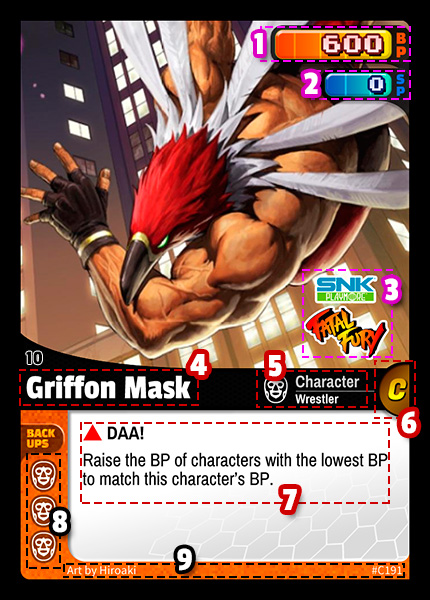 1 600 BP
2 0 SP
SNK 3
PLAYMORE
FATAL
FURY
10
Griffon Mask 4
5 Character
Wrestler
C
6
BACK
UPS
▲ DAA!
Raise the BP of characters with the lowest BP
to match this character's BP.
7
8
9
Art by Hiroaki
#C191